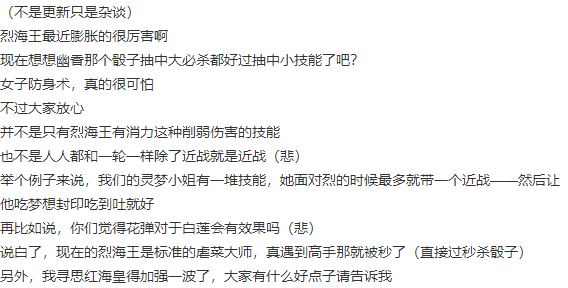 （不是更新只是杂谈）
烈海王最近膨胀的很厉害啊
现在想想幽香那个骰子抽中大必杀都好过抽中小技能了吧？
女子防身术，真的很可怕
不过大家放心
并不是只有烈海王有消力这种削弱伤害的技能
也不是人人都和一轮一样除了近战就是近战（悲）
举个例子来说，我们的灵梦小姐有一堆技能，她面对烈的时候最多就带一个近战——然后让
他吃梦想封印吃到吐就好
再比如说，你们觉得花弹对于白莲会有效果吗（悲）
说白了，现在的烈海王是标准的虐菜大师，真遇到高手那就被秒了（直接过秒杀骰子）
另外，我寻思红海皇得加强一波了，大家有什么好点子请告诉我